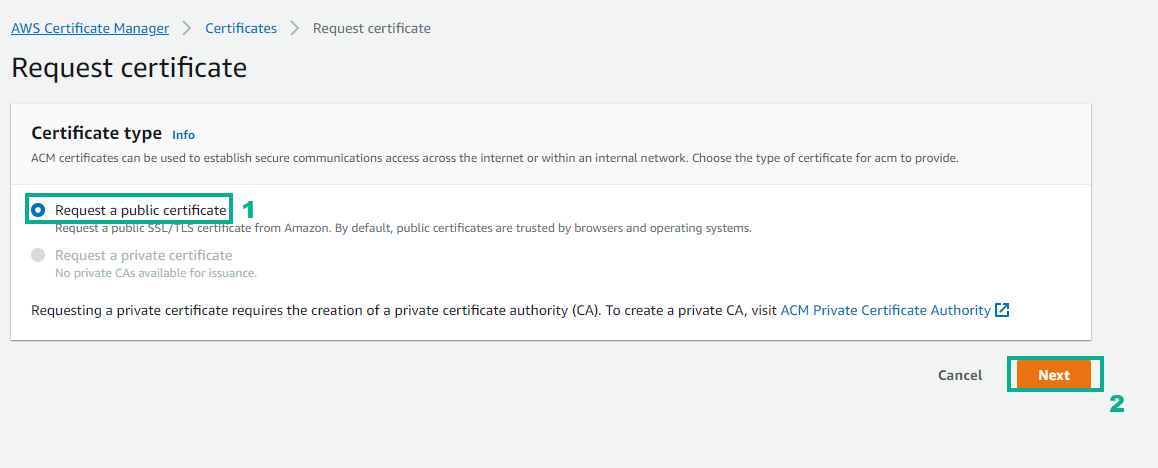 AWS Certificate Manager > Certificates > Request certificate
Request certificate
Certificate type Info
ACM certificates can be used to establish secure communications access across the internet or within an internal network. Choose the type of certificate for acm to provide.
Request a public certificate 1
Request a public SSL/TLS certificate from Amazon. By default, public certificates are trusted by browsers and operating systems.
Request a private certificate
No private CAs available for issuance.
Requesting a private certificate requires the creation of a private certificate authority (CA). To create a private CA, visit ACM Private Certificate Authority
Cancel Next
2